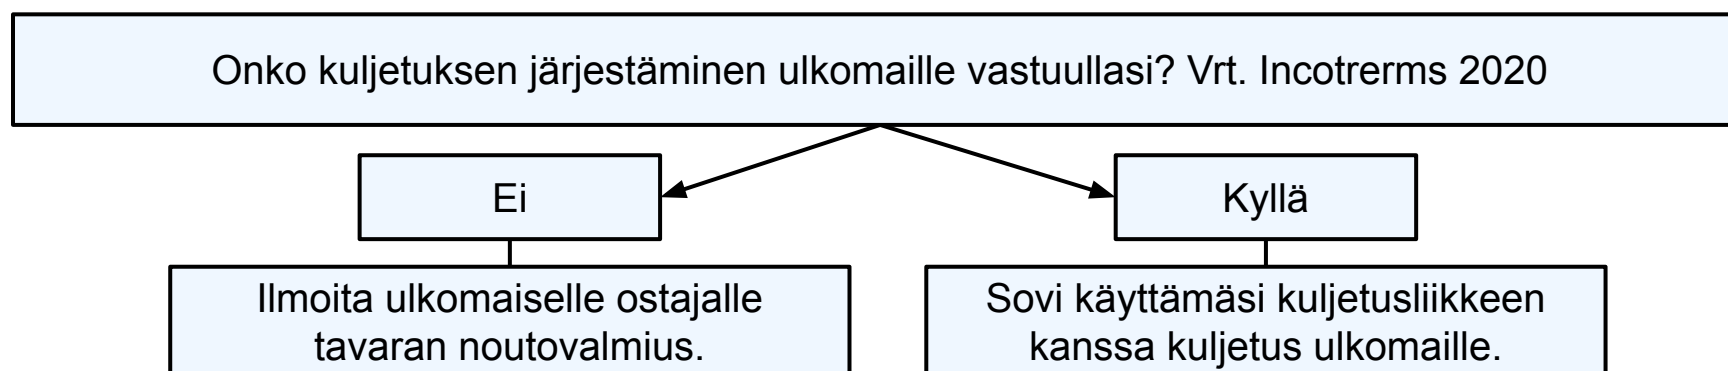 Onko kuljetuksen järjestäminen ulkomaille vastuullasi? Vrt. Incotrerms 2020
Ei
Kyllä
Ilmoita ulkomaiselle ostajalle
tavaran noutovalmius.
Sovi käyttämäsi kuljetusliikkeen
kanssa kuljetus ulkomaille.